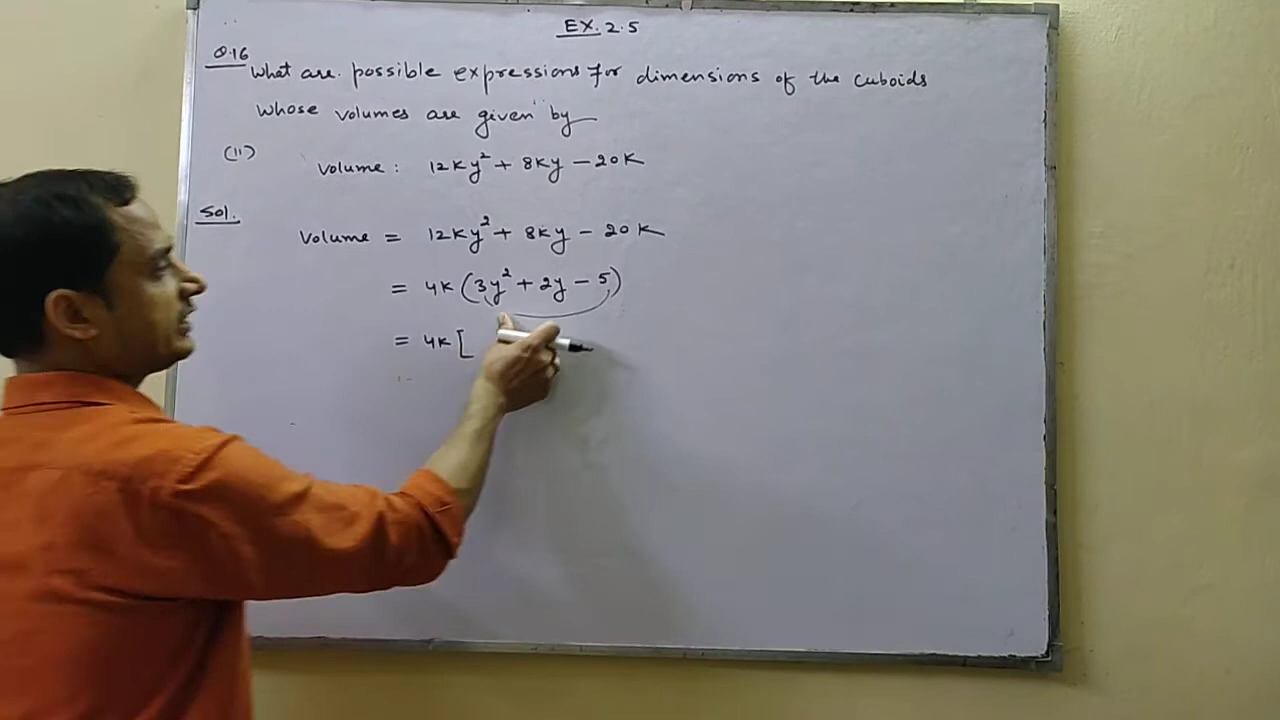 EX. 2.5
Q.16 What are possible expressions for dimensions of the cuboids
whose volumes are given by
(ii) Volume : 12Ky² + 8Ky - 20K
Sol.
Volume = 12Ky² + 8Ky - 20K
= 4K (3y² + 2y - 5)
= 4K [